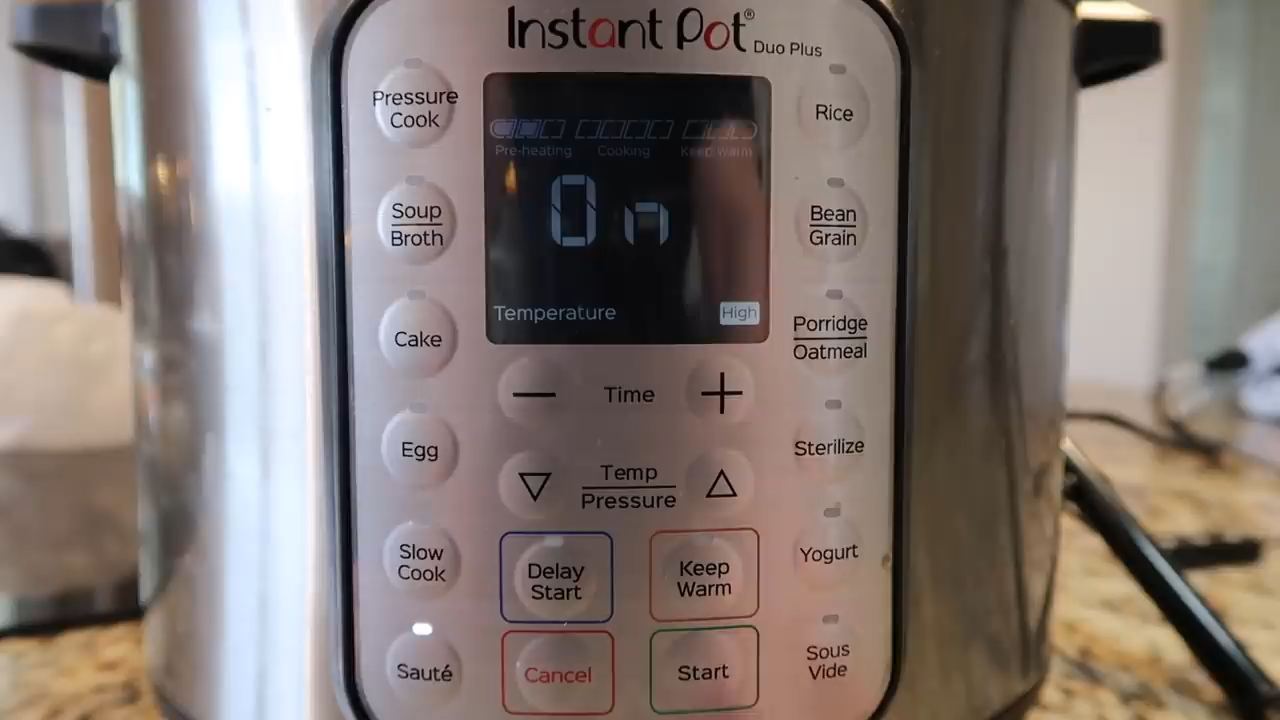 Instant Pot® Duo Plus
Pressure
Cook
Soup
Broth
Cake
Egg
Slow
Cook
Sauté
Pre-heating Cooking Keep warm
On
Temperature High
— Time +
▽ Temp △
Pressure
Delay
Start
Keep
Warm
Cancel
Start
Rice
Bean
Grain
Porridge
Oatmeal
Sterilize
Yogurt
Sous
Vide